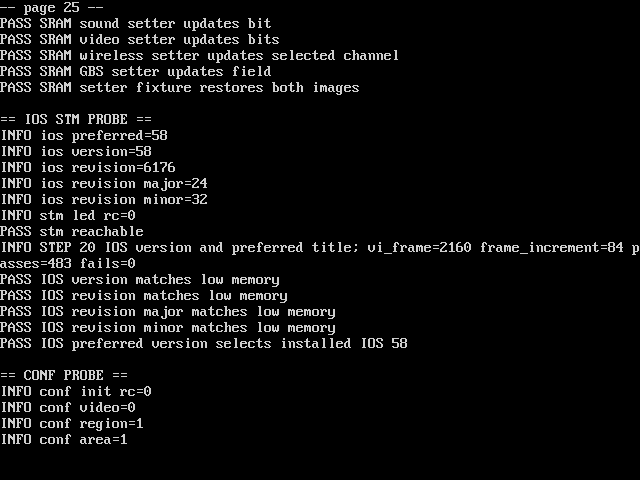 -- page 25 --
PASS SRAM sound setter updates bit
PASS SRAM video setter updates bits
PASS SRAM wireless setter updates selected channel
PASS SRAM GBS setter updates field
PASS SRAM setter fixture restores both images
== IOS STM PROBE ==
INFO ios preferred=58
INFO ios version=58
INFO ios revision=6176
INFO ios revision major=24
INFO ios revision minor=32
INFO stm led rc=0
PASS stm reachable
INFO STEP 20 IOS version and preferred title; vi_frame=2160 frame_increment=84 p
asses=483 fails=0
PASS IOS version matches low memory
PASS IOS revision matches low memory
PASS IOS revision major matches low memory
PASS IOS revision minor matches low memory
PASS IOS preferred version selects installed IOS 58
== CONF PROBE ==
INFO conf init rc=0
INFO conf video=0
INFO conf region=1
INFO conf area=1